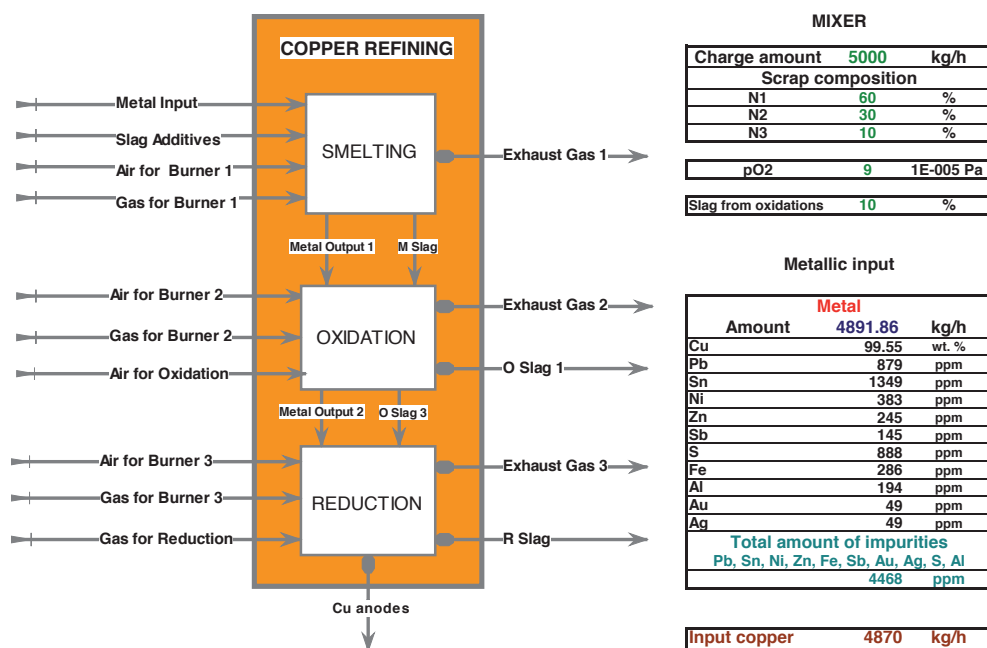 COPPER REFINING
Metal Input
Slag Additives
Air for Burner 1
Gas for Burner 1
SMELTING
Exhaust Gas 1
Metal Output 1
M Slag
Air for Burner 2
Gas for Burner 2
Air for Oxidation
OXIDATION
Exhaust Gas 2
O Slag 1
Metal Output 2
O Slag 3
Air for Burner 3
Gas for Burner 3
Gas for Reduction
REDUCTION
Exhaust Gas 3
R Slag
Cu anodes
MIXER
Charge amount 5000 kg/h
Scrap composition
N1 60 %
N2 30 %
N3 10 %
pO2 9 1E-005 Pa
Slag from oxidations 10 %
Metallic input
Metal
Amount 4891.86 kg/h
Cu 99.55 wt. %
Pb 879 ppm
Sn 1349 ppm
Ni 383 ppm
Zn 245 ppm
Sb 145 ppm
S 888 ppm
Fe 286 ppm
Al 194 ppm
Au 49 ppm
Ag 49 ppm
Total amount of impurities
Pb, Sn, Ni, Zn, Fe, Sb, Au, Ag, S, Al
4468 ppm
Input copper 4870 kg/h